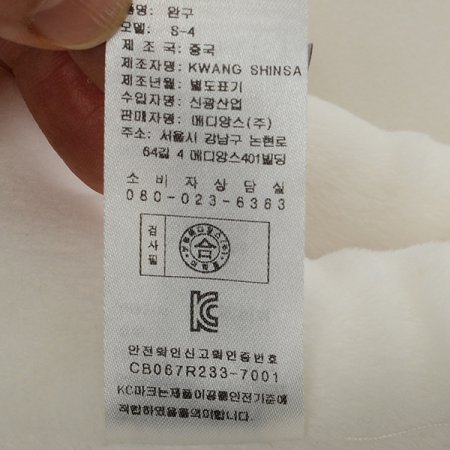 품명: 완구
모델: S-4
제 조 국: 중국
제조자명: KWANG SHINSA
제조년월: 별도표기
수입자명: 신광산업
판매자명: 메디앙스(주)
주소: 서울시 강남구 논현로
64길 4 메디앙스401빌딩
소 비 자 상 담 실
080-023-6363
검사필
合
안전확인신고확인증번호
CB067R233-7001
KC마크는제품이공통안전기준에
적합하였음을의미합니다.